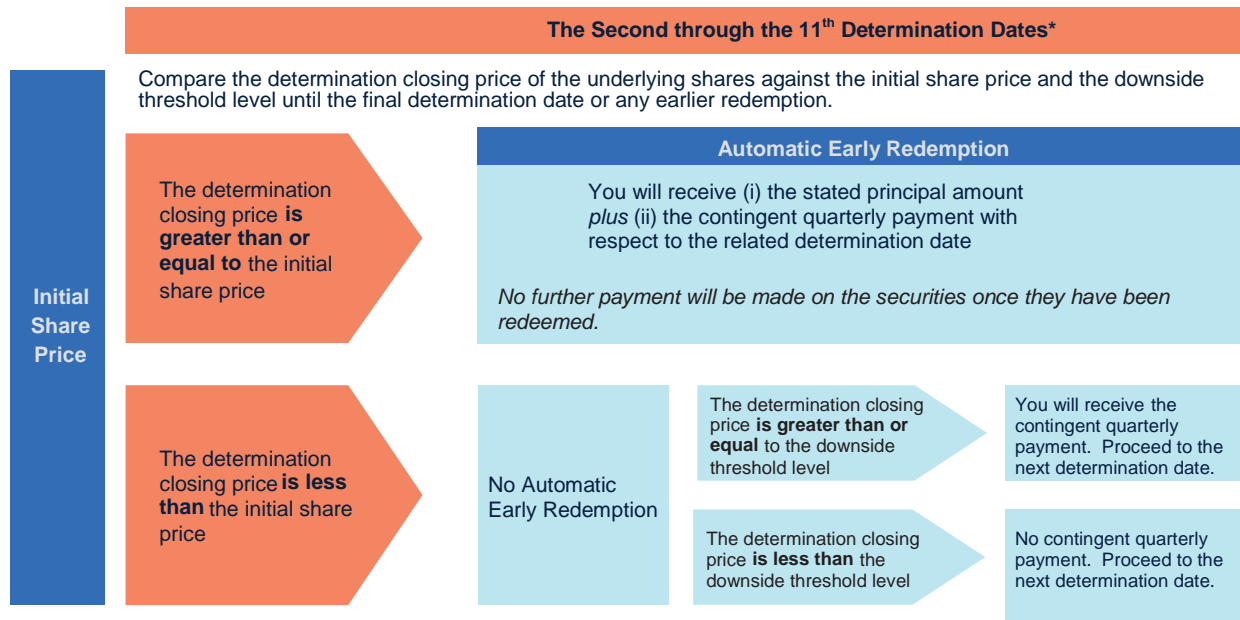 The Second through the 11th Determination Dates*
Compare the determination closing price of the underlying shares against the initial share price and the downside
threshold level until the final determination date or any earlier redemption.
Initial
Share
Price
The determination
closing price is
greater than or
equal to the initial
share price
Automatic Early Redemption
You will receive (i) the stated principal amount
plus (ii) the contingent quarterly payment with
respect to the related determination date
No further payment will be made on the securities once they have been
redeemed.
The determination
closing price is less
than the initial share
price
No Automatic
Early Redemption
The determination closing
price is greater than or
equal to the downside
threshold level
You will receive the
contingent quarterly
payment. Proceed to the
next determination date.
The determination closing
price is less than the
downside threshold level
No contingent quarterly
payment. Proceed to the
next determination date.